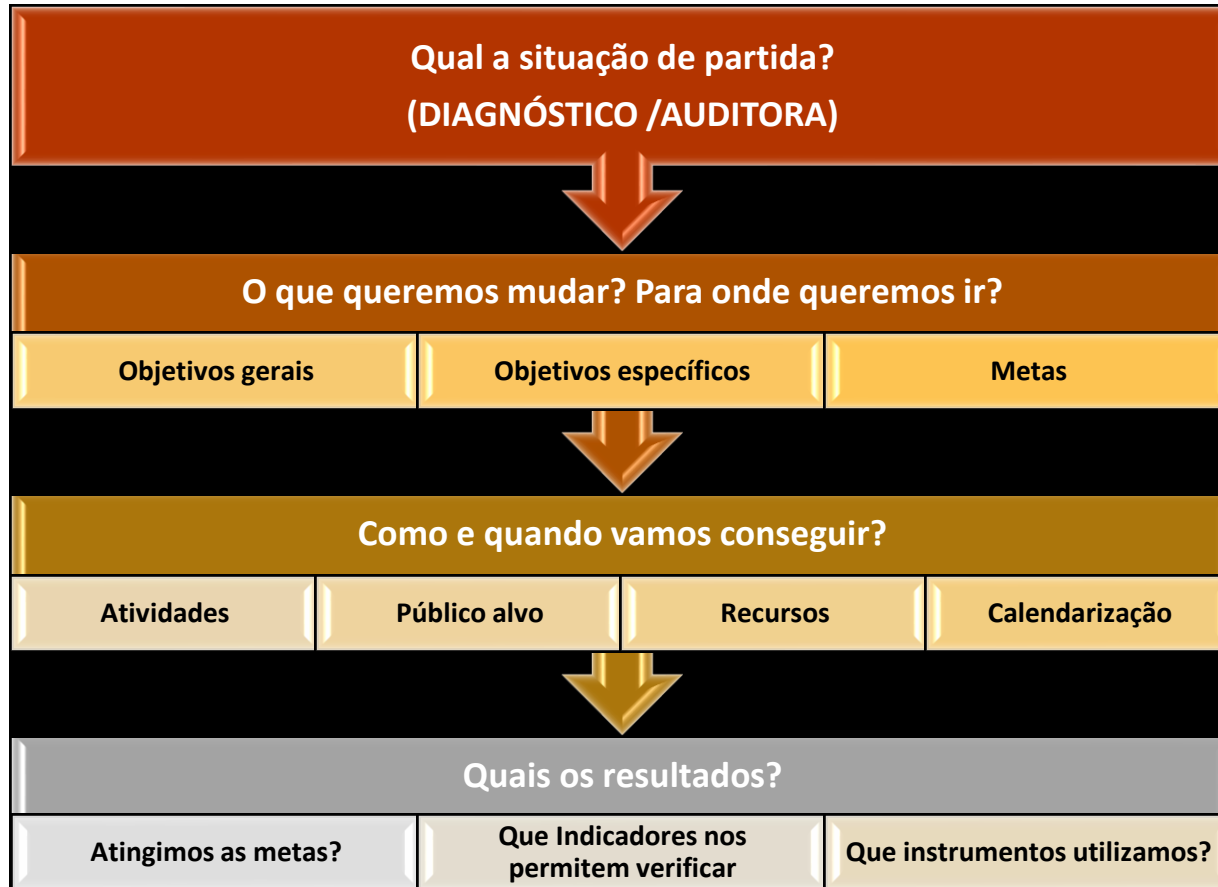 Qual a situação de partida?
(DIAGNÓSTICO /AUDITORA)
O que queremos mudar? Para onde queremos ir?
Objetivos gerais
Objetivos específicos
Metas
Como e quando vamos conseguir?
Atividades
Público alvo
Recursos
Calendarização
Quais os resultados?
Atingimos as metas?
Que Indicadores nos
permitem verificar
Que instrumentos utilizamos?